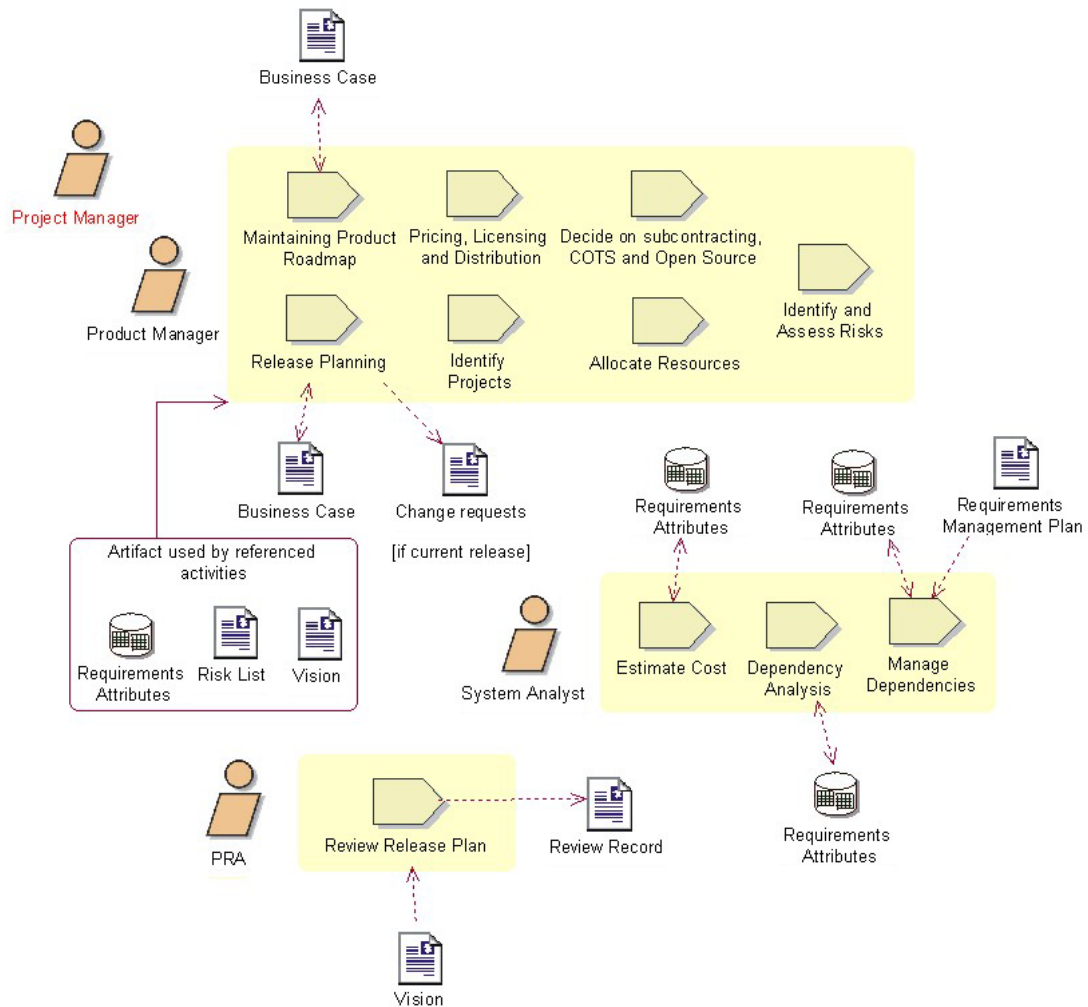 Business Case
Project Manager
Product Manager
Maintaining Product
Roadmap
Pricing, Licensing
and Distribution
Decide on subcontracting,
COTS and Open Source
Identify and
Assess Risks
Release Planning
Identify
Projects
Allocate Resources
Business Case
Change requests
[if current release]
Requirements
Attributes
Requirements
Attributes
Requirements
Management Plan
Artifact used by referenced
activities
Requirements
Attributes
Risk List
Vision
System Analyst
Estimate Cost
Dependency
Analysis
Manage
Dependencies
Requirements
Attributes
PRA
Review Release Plan
Review Record
Vision